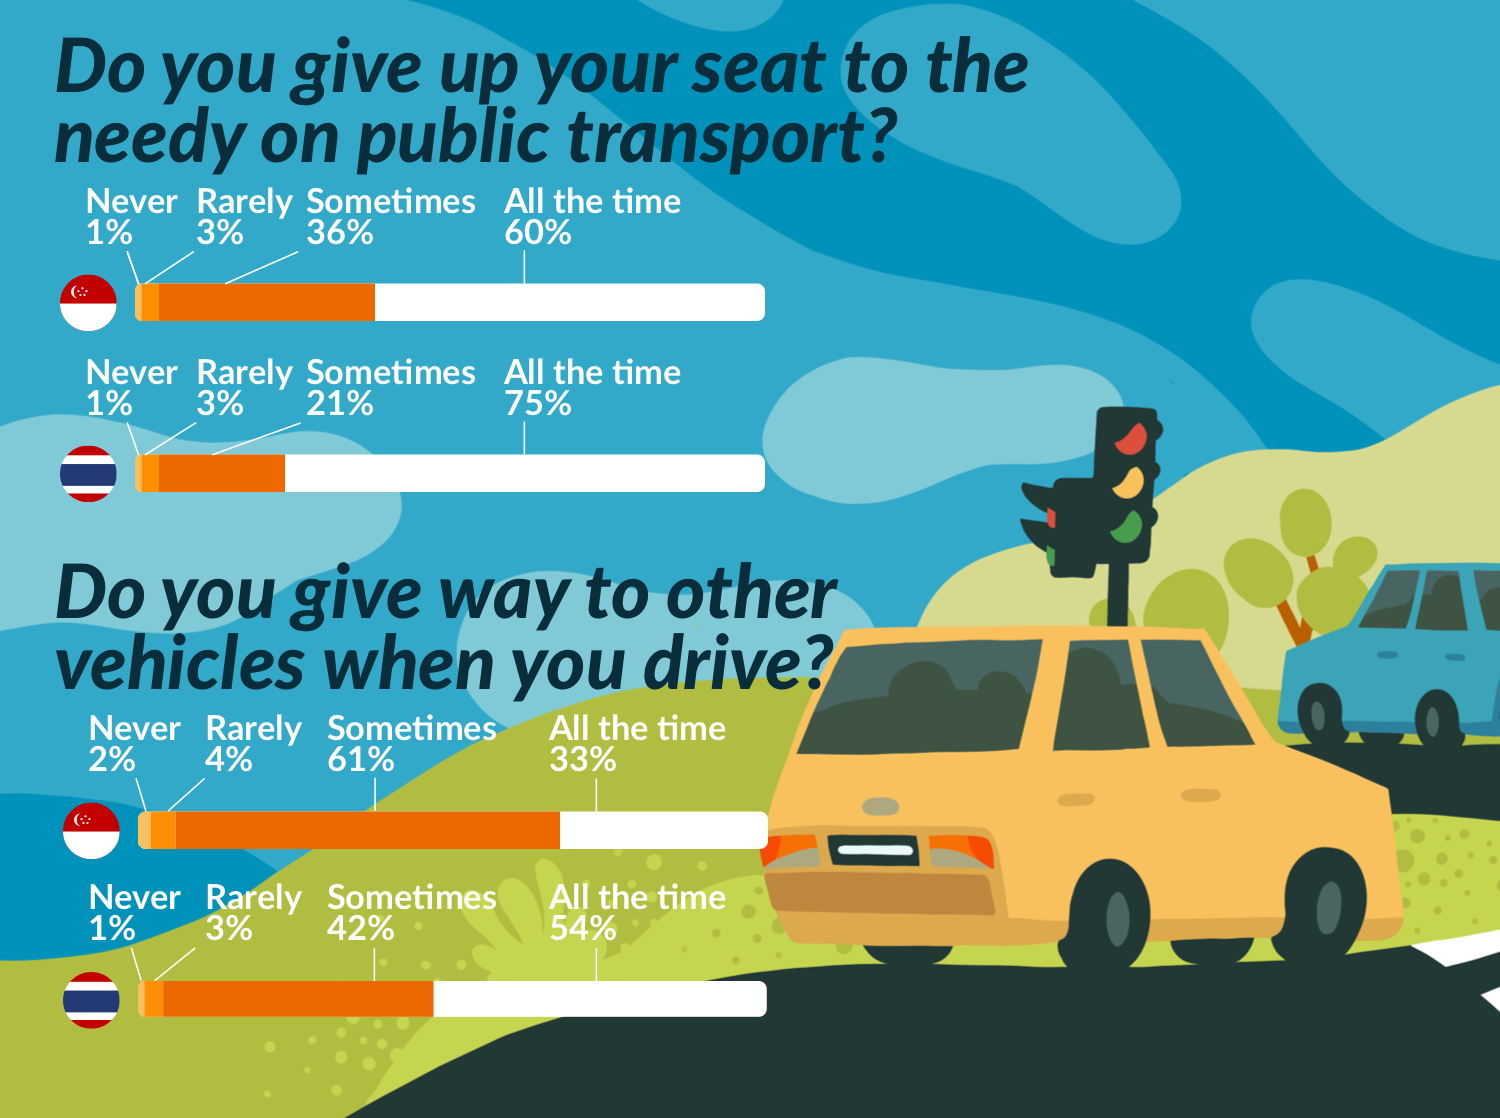 Do you give up your seat to the
needy on public transport?
Never Rarely Sometimes All the time
1% 3% 36% 60%
Never Rarely Sometimes All the time
1% 3% 21% 75%
Do you give way to other
vehicles when you drive?
Never Rarely Sometimes All the time
2% 4% 61% 33%
Never Rarely Sometimes All the time
1% 3% 42% 54%